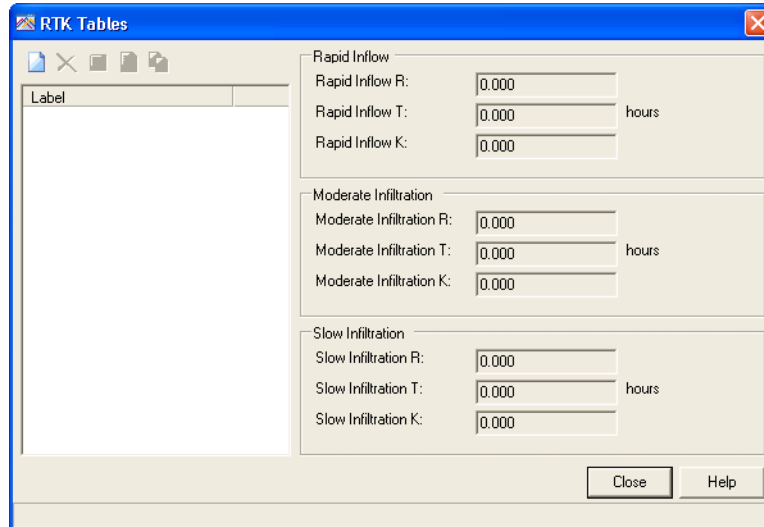 RTK Tables
Label
Rapid Inflow
Rapid Inflow R: 0.000
Rapid Inflow T: 0.000 hours
Rapid Inflow K: 0.000
Moderate Infiltration
Moderate Infiltration R: 0.000
Moderate Infiltration T: 0.000 hours
Moderate Infiltration K: 0.000
Slow Infiltration
Slow Infiltration R: 0.000
Slow Infiltration T: 0.000 hours
Slow Infiltration K: 0.000
Close Help